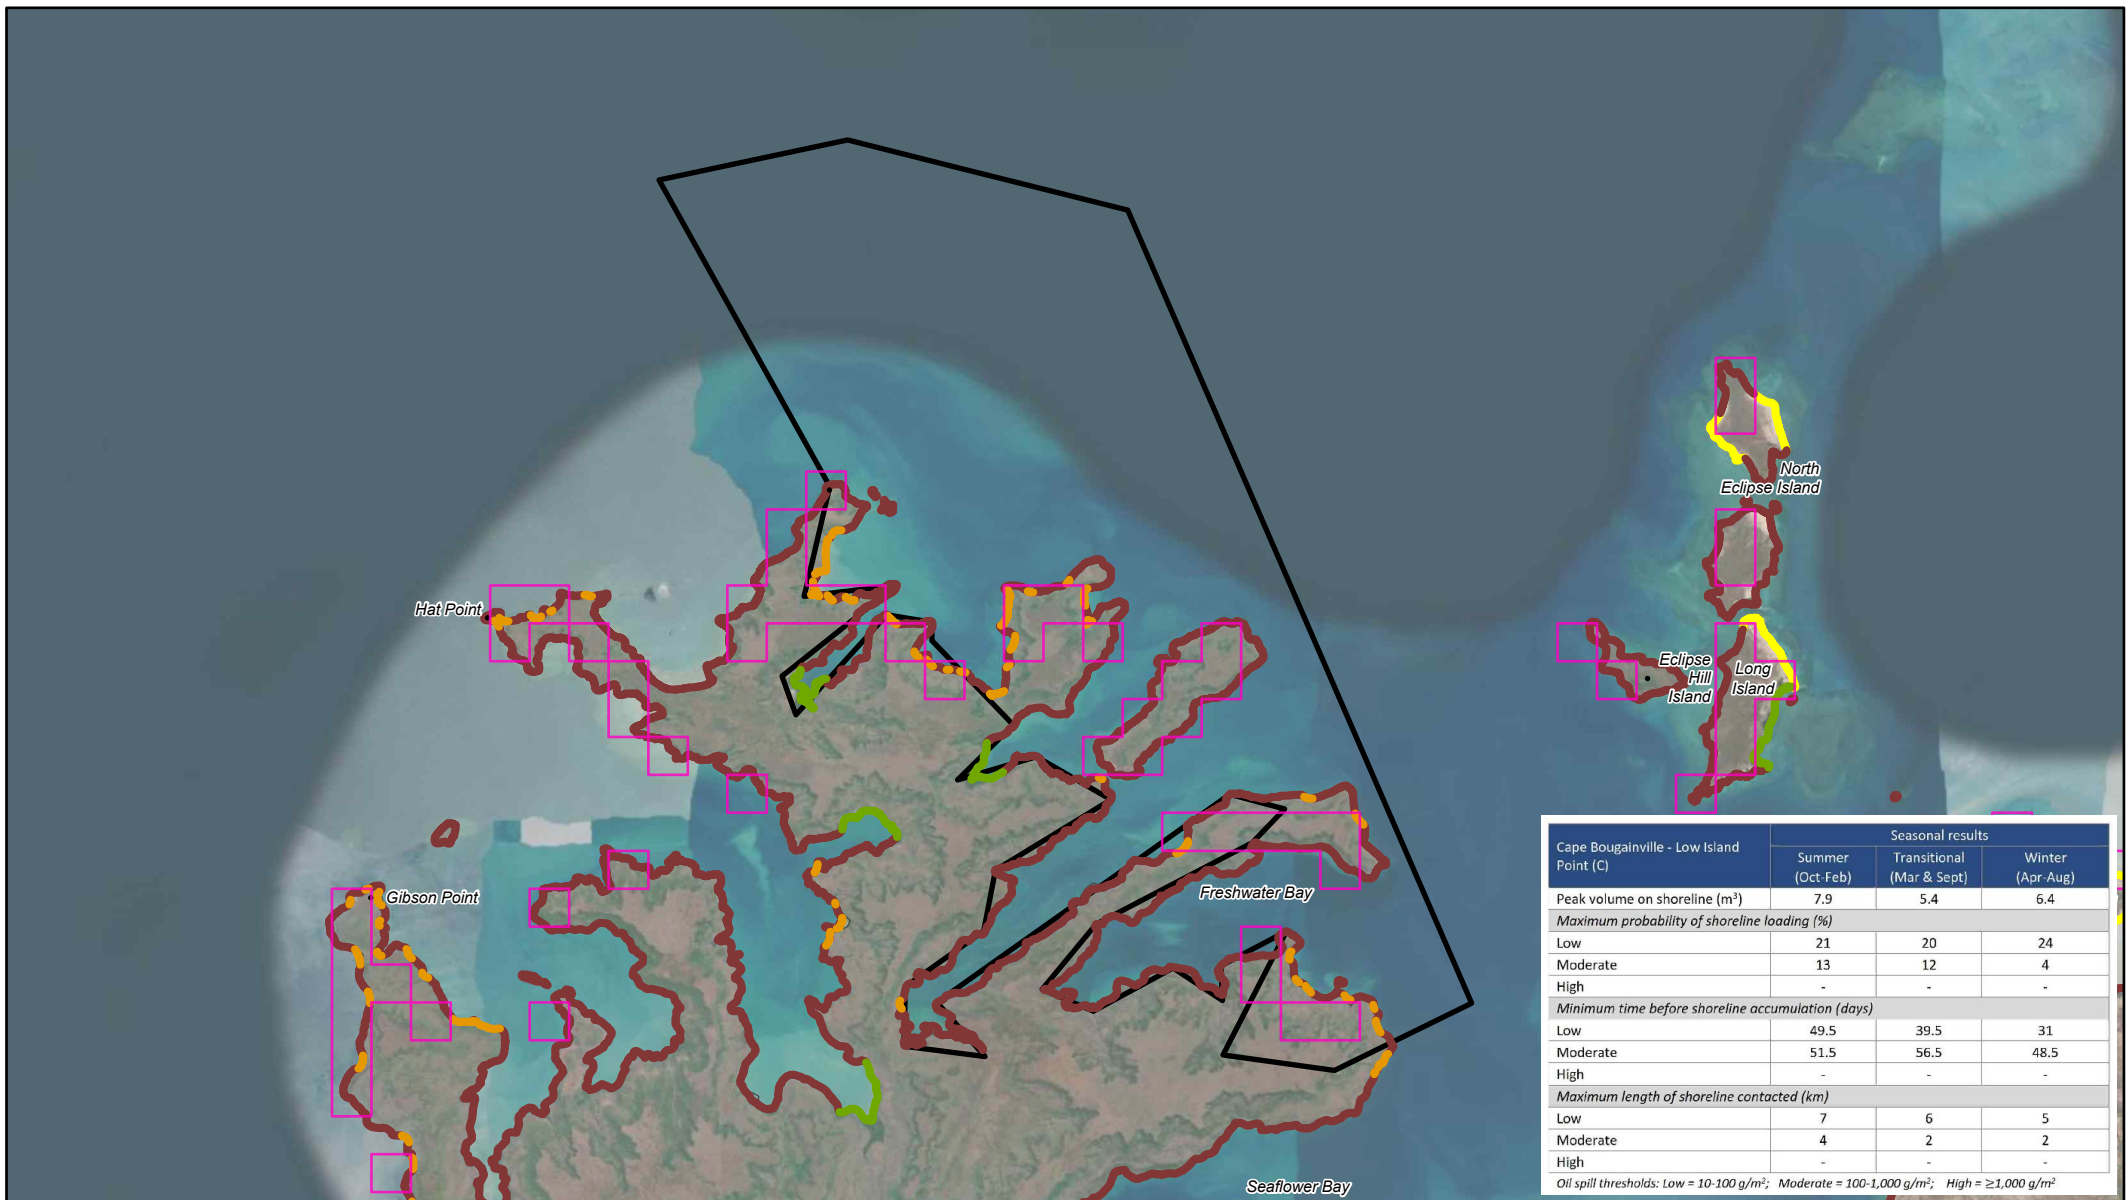 North
Eclipse Island
Hat Point
Eclipse
Hill
Island
Long
Island
Gibson Point
Freshwater Bay
Seaflower Bay
Cape Bougainville - Low Island
Point (C)
Seasonal results
Summer
(Oct-Feb)
Transitional
(Mar & Sept)
Winter
(Apr-Aug)
Peak volume on shoreline (m³) 7.9 5.4 6.4
Maximum probability of shoreline loading (%)
Low 21 20 24
Moderate 13 12 4
High - - -
Minimum time before shoreline accumulation (days)
Low 49.5 39.5 31
Moderate 51.5 56.5 48.5
High - - -
Maximum length of shoreline contacted (km)
Low 7 6 5
Moderate 4 2 2
High - - -
Oil spill thresholds: Low = 10-100 g/m²; Moderate = 100-1,000 g/m²; High = ≥1,000 g/m²